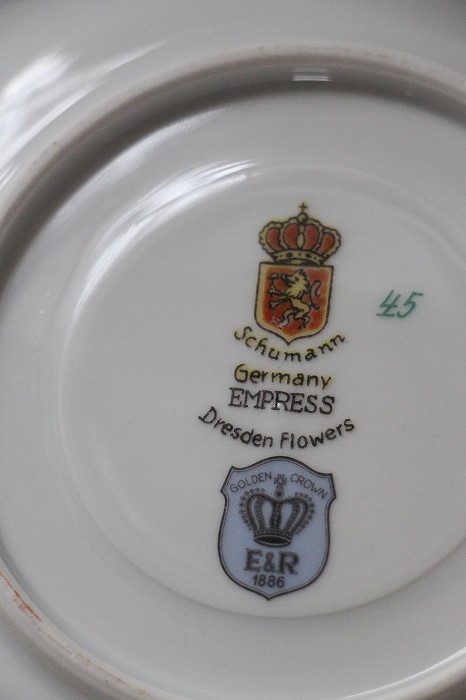 45
Schumann
Germany
EMPRESS
Dresden Flowers
GOLDEN CROWN
E&R
1886